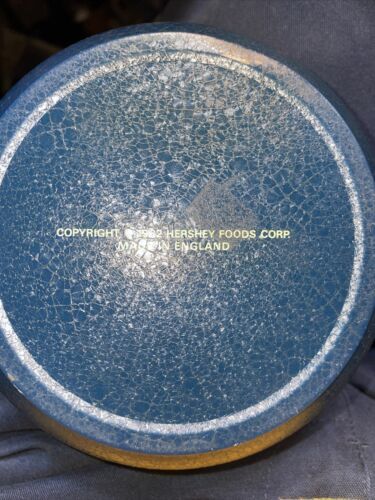 COPYRIGHT © 1982 HERSHEY FOODS CORP.
MADE IN ENGLAND